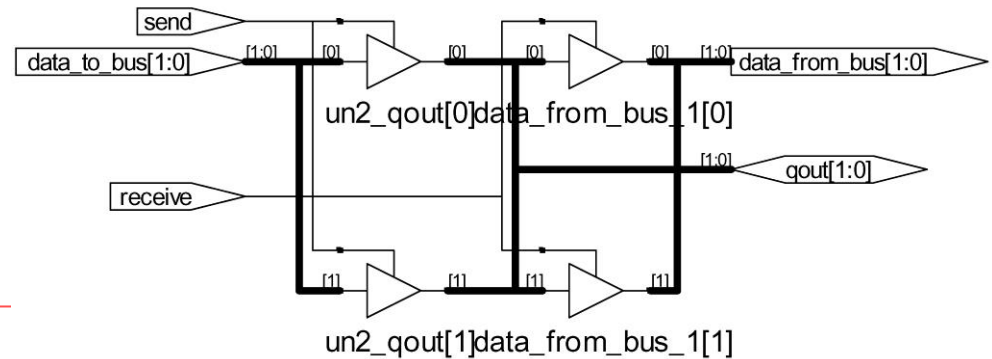 send
data_to_bus[1:0]
[1:0]
[0]
[0]
[0]
[0]
[1:0]
data_from_bus[1:0]
un2_qout[0]
data_from_bus_1[0]
[1:0]
qout[1:0]
receive
[1]
[1]
[1]
[1]
un2_qout[1]
data_from_bus_1[1]